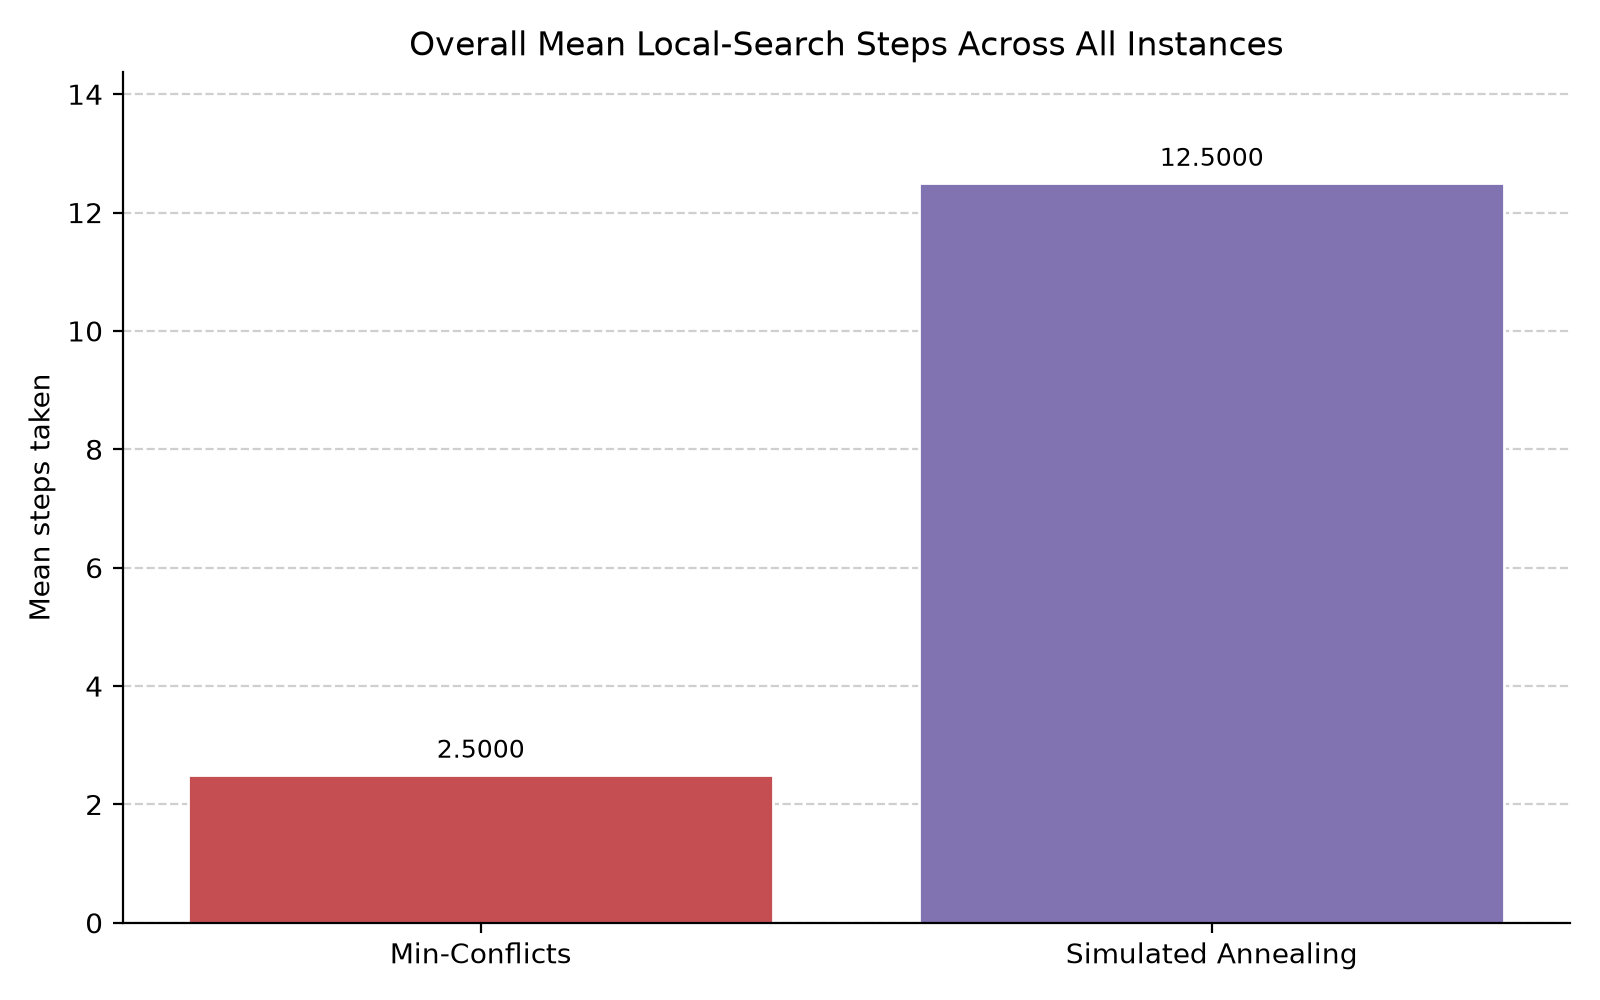 Overall Mean Local-Search Steps Across All Instances
Mean steps taken
14
12
10
8
6
4
2
0
2.5000
12.5000
Min-Conflicts
Simulated Annealing